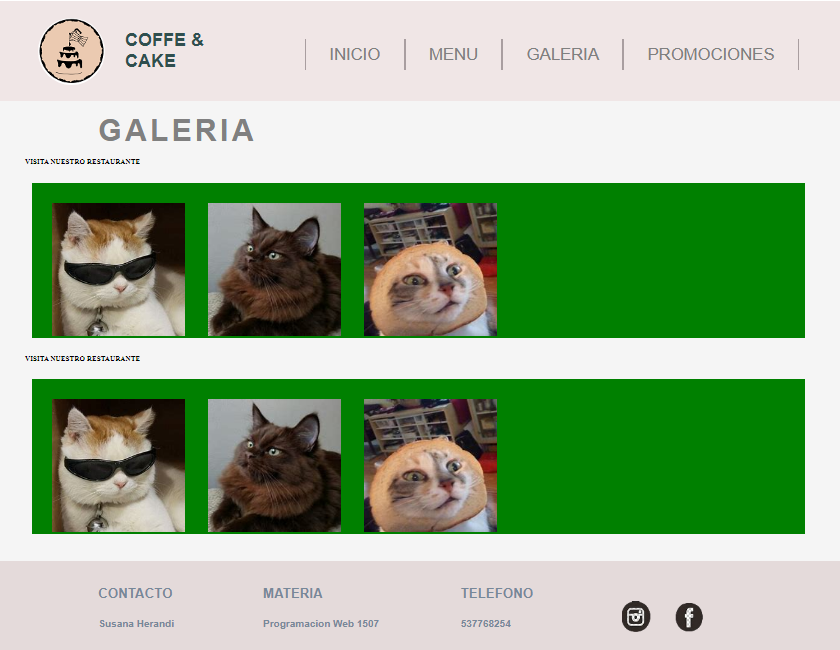 COFFE &
CAKE
INICIO
MENU
GALERIA
PROMOCIONES
GALERIA
VISITA NUESTRO RESTAURANTE
VISITA NUESTRO RESTAURANTE
CONTACTO
MATERIA
TELEFONO
Susana Herandi
Programacion Web 1507
537768254